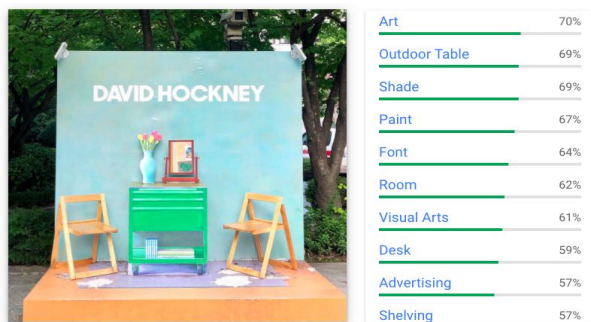 DAVID HOCKNEY
Art 70%
Outdoor Table 69%
Shade 69%
Paint 67%
Font 64%
Room 62%
Visual Arts 61%
Desk 59%
Advertising 57%
Shelving 57%